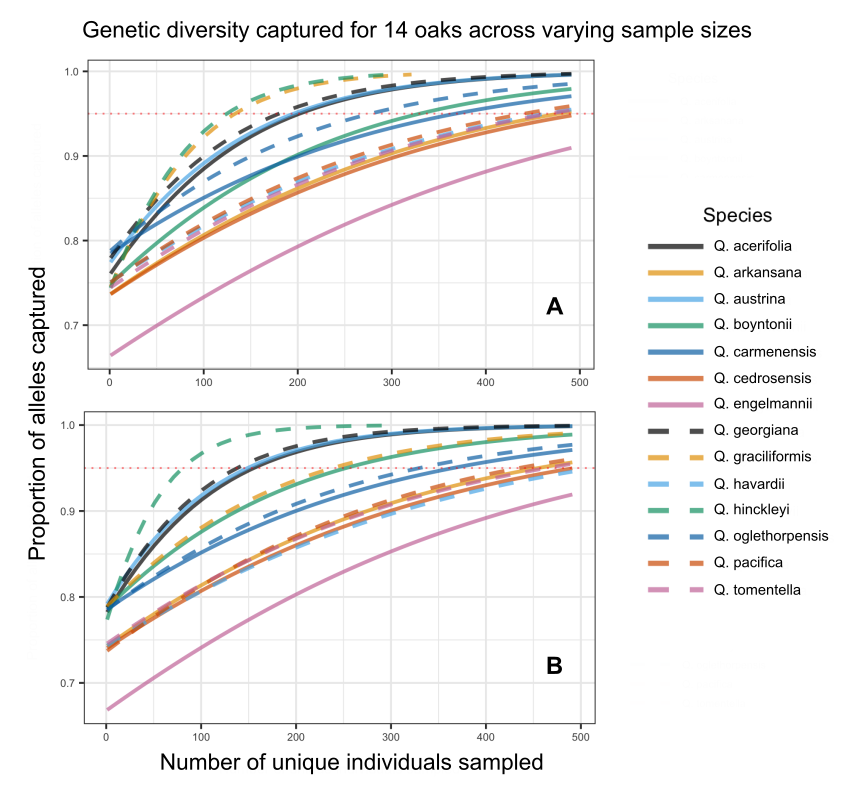 Genetic diversity captured for 14 oaks across varying sample sizes
Proportion of alleles captured
1.0
0.9
0.8
0.7
A
0 100 200 300 400 500
1.0
0.9
0.8
0.7
B
0 100 200 300 400 500
Number of unique individuals sampled
Species
Q. acerifolia
Q. arkansana
Q. austrina
Q. boyntonii
Q. carmenensis
Q. cedrosensis
Q. engelmannii
Q. georgiana
Q. graciliformis
Q. havardii
Q. hinckleyi
Q. oglethorpensis
Q. pacifica
Q. tomentella